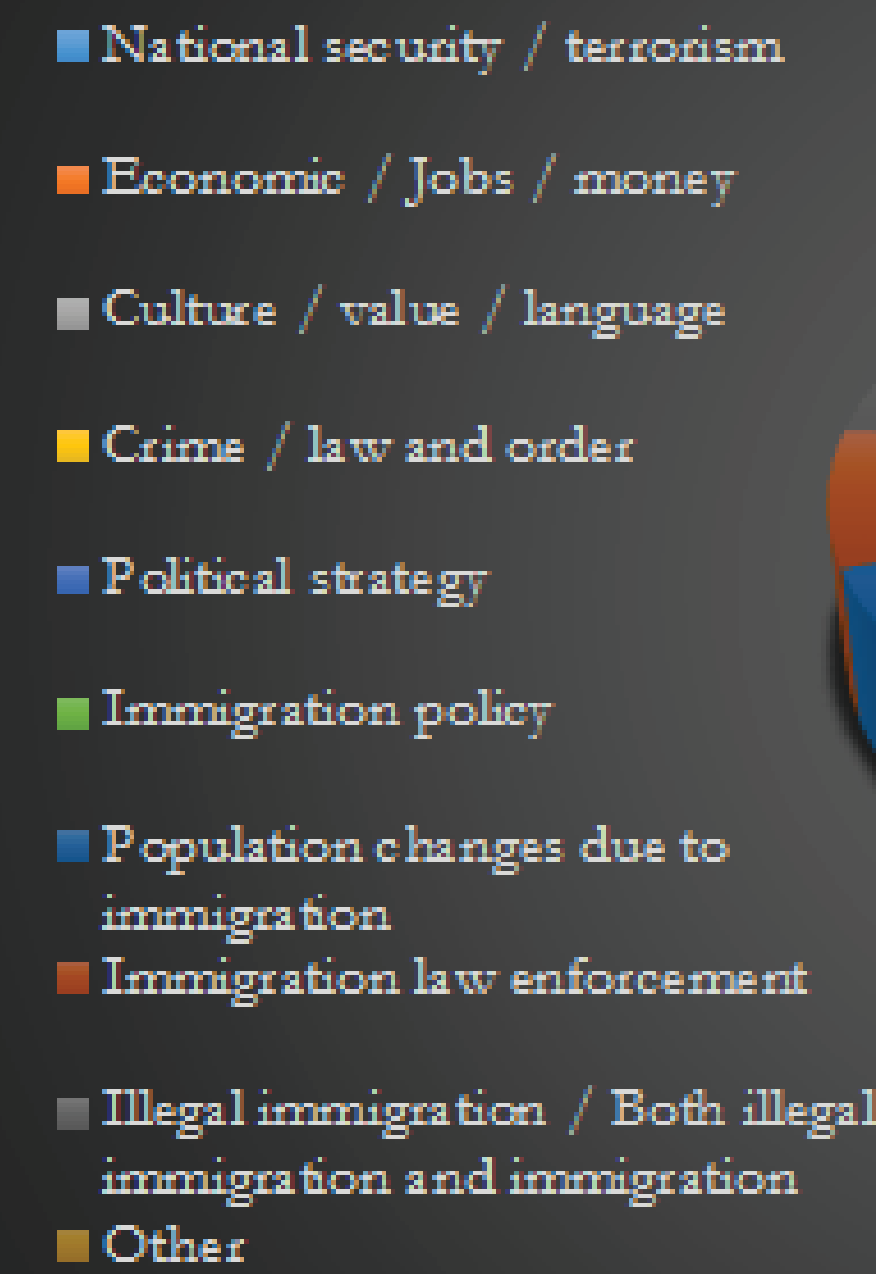 National security / terrorism
Economic / Jobs / money
Culture / value / language
Crime / law and order
Political strategy
Immigration policy
Population changes due to
immigration
Immigration law enforcement
Illegal immigration / Both illegal
immigration and immigration
Other